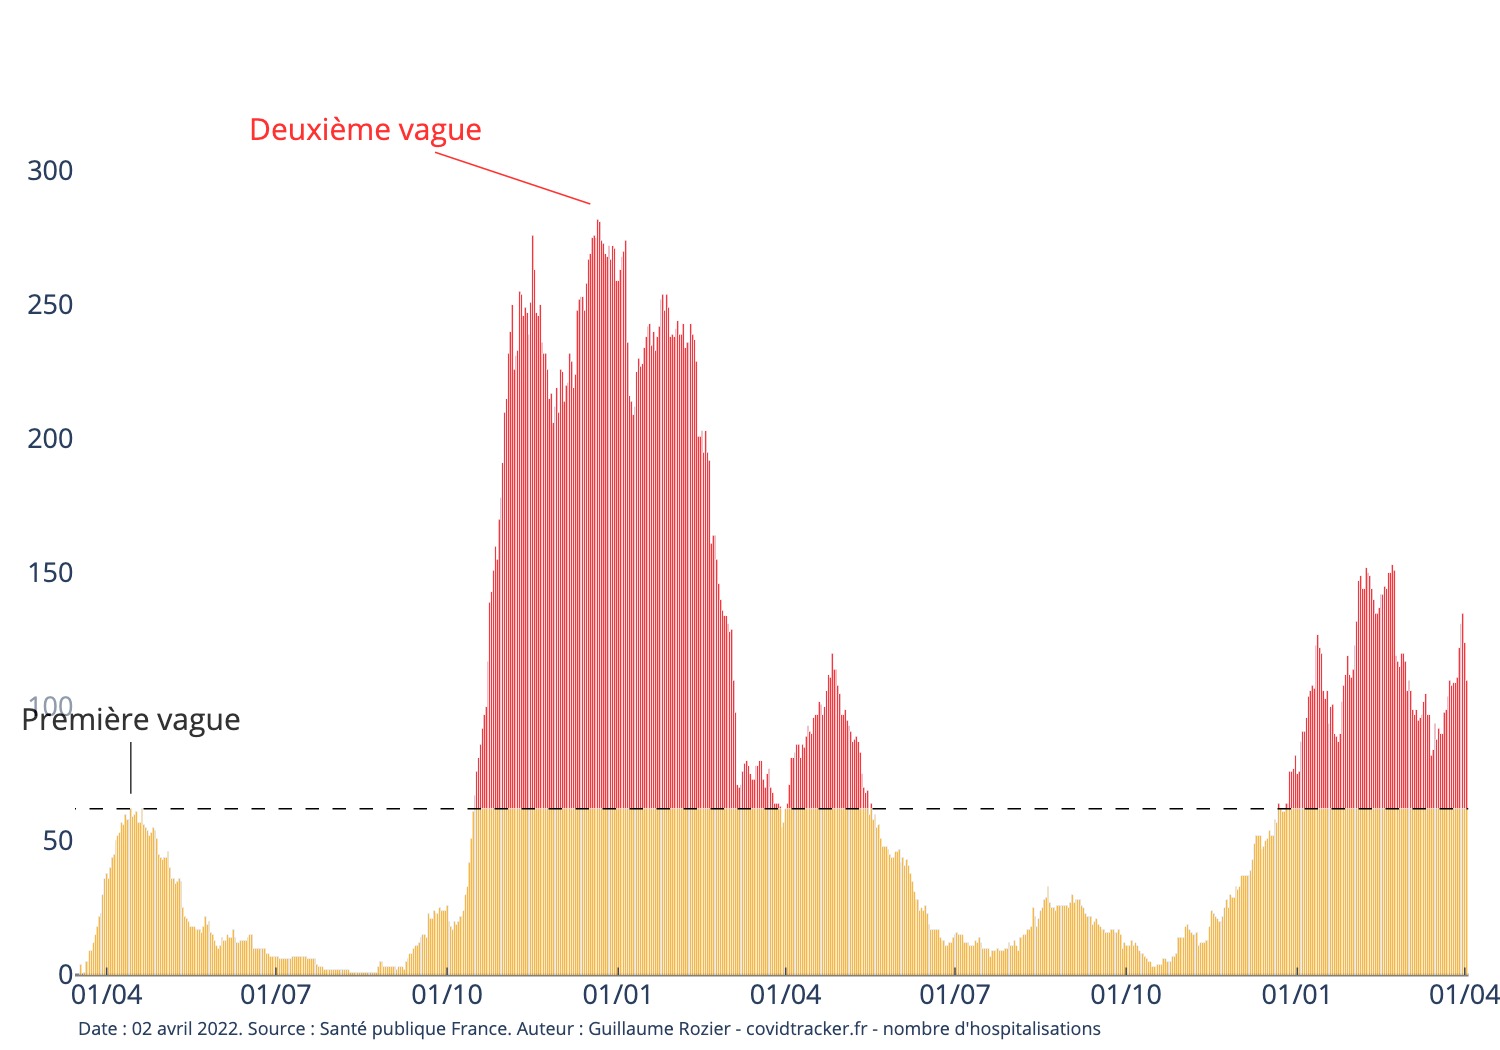 Deuxième vague
300
250
200
150
100
Première vague
50
0
01/04 01/07 01/10 01/01 01/04 01/07 01/10 01/01 01/04
Date : 02 avril 2022. Source : Santé publique France. Auteur : Guillaume Rozier - covidtracker.fr - nombre d'hospitalisations